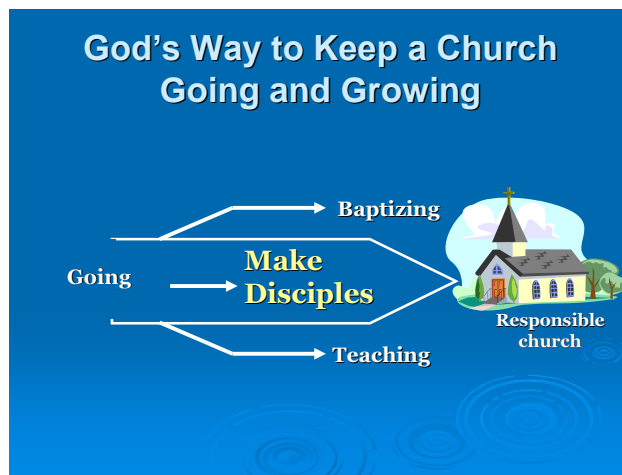 God's Way to Keep a Church
Going and Growing
Baptizing
Going
Make
Disciples
Responsible
church
Teaching